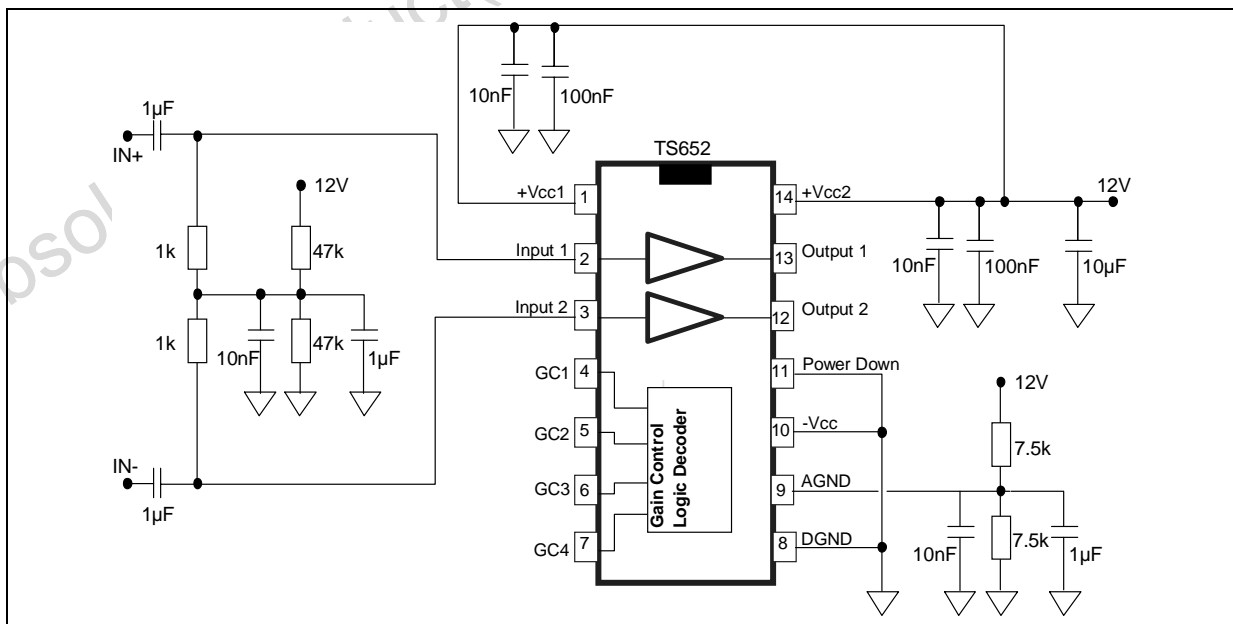 1µF
IN+
1k
1k
12V
47k
47k
10nF
1µF
IN-
1µF
10nF
100nF
TS652
+Vcc1
1
14
+Vcc2
Input 1
2
13
Output 1
Input 2
3
12
Output 2
GC1
4
11
Power Down
GC2
5
10
-Vcc
GC3
6
9
AGND
GC4
7
8
DGND
Gain Control
Logic Decoder
12V
10nF
100nF
10µF
12V
7.5k
7.5k
10nF
1µF